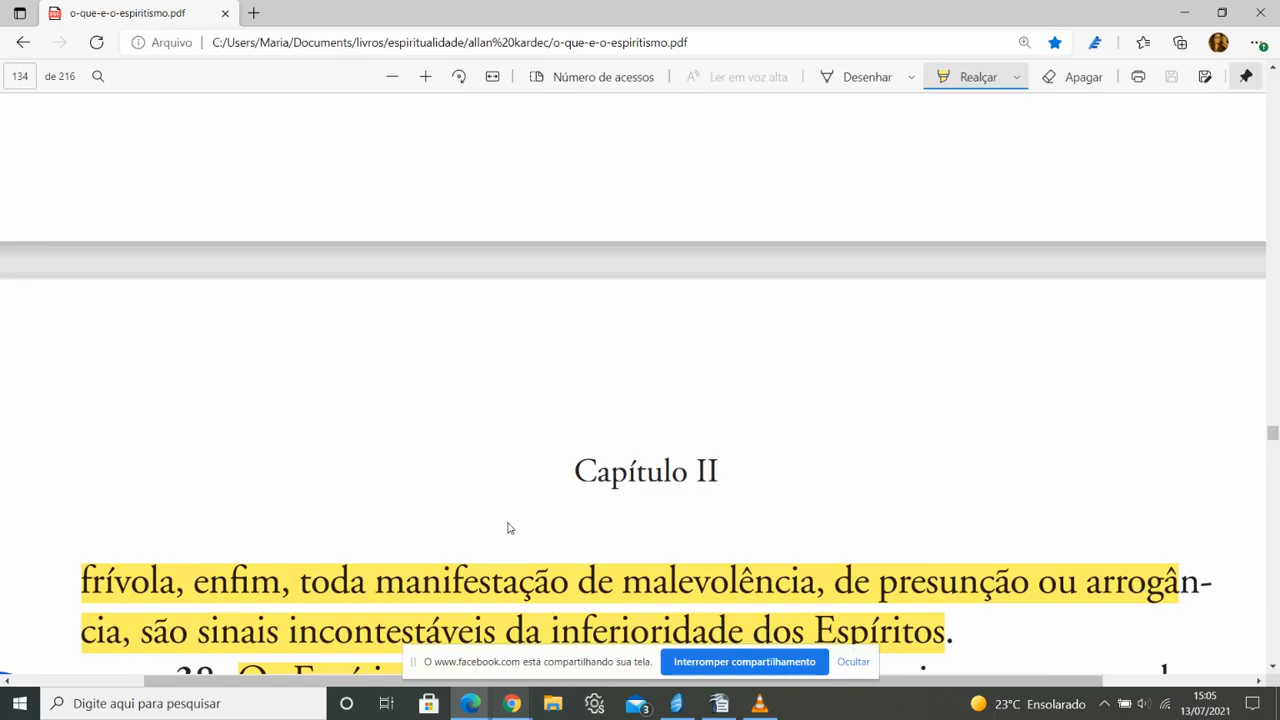 o-que-e-o-espiritismo.pdf
Arquivo C:/Users/Maria/Documents/livros/espiritualidade/allan%20kardec/o-que-e-o-espiritismo.pdf
134 de 216 Número de acessos Ler em voz alta Desenhar Realçar Apagar
Capítulo II
frívola, enfim, toda manifestação de malevolência, de presunção ou arrogân-
cia, são sinais incontestáveis da inferioridade dos Espíritos.
38.
O www.facebook.com está compartilhando sua tela. Interromper compartilhamento Ocultar
Digite aqui para pesquisar 3 23°C Ensolarado 15:05
13/07/2021